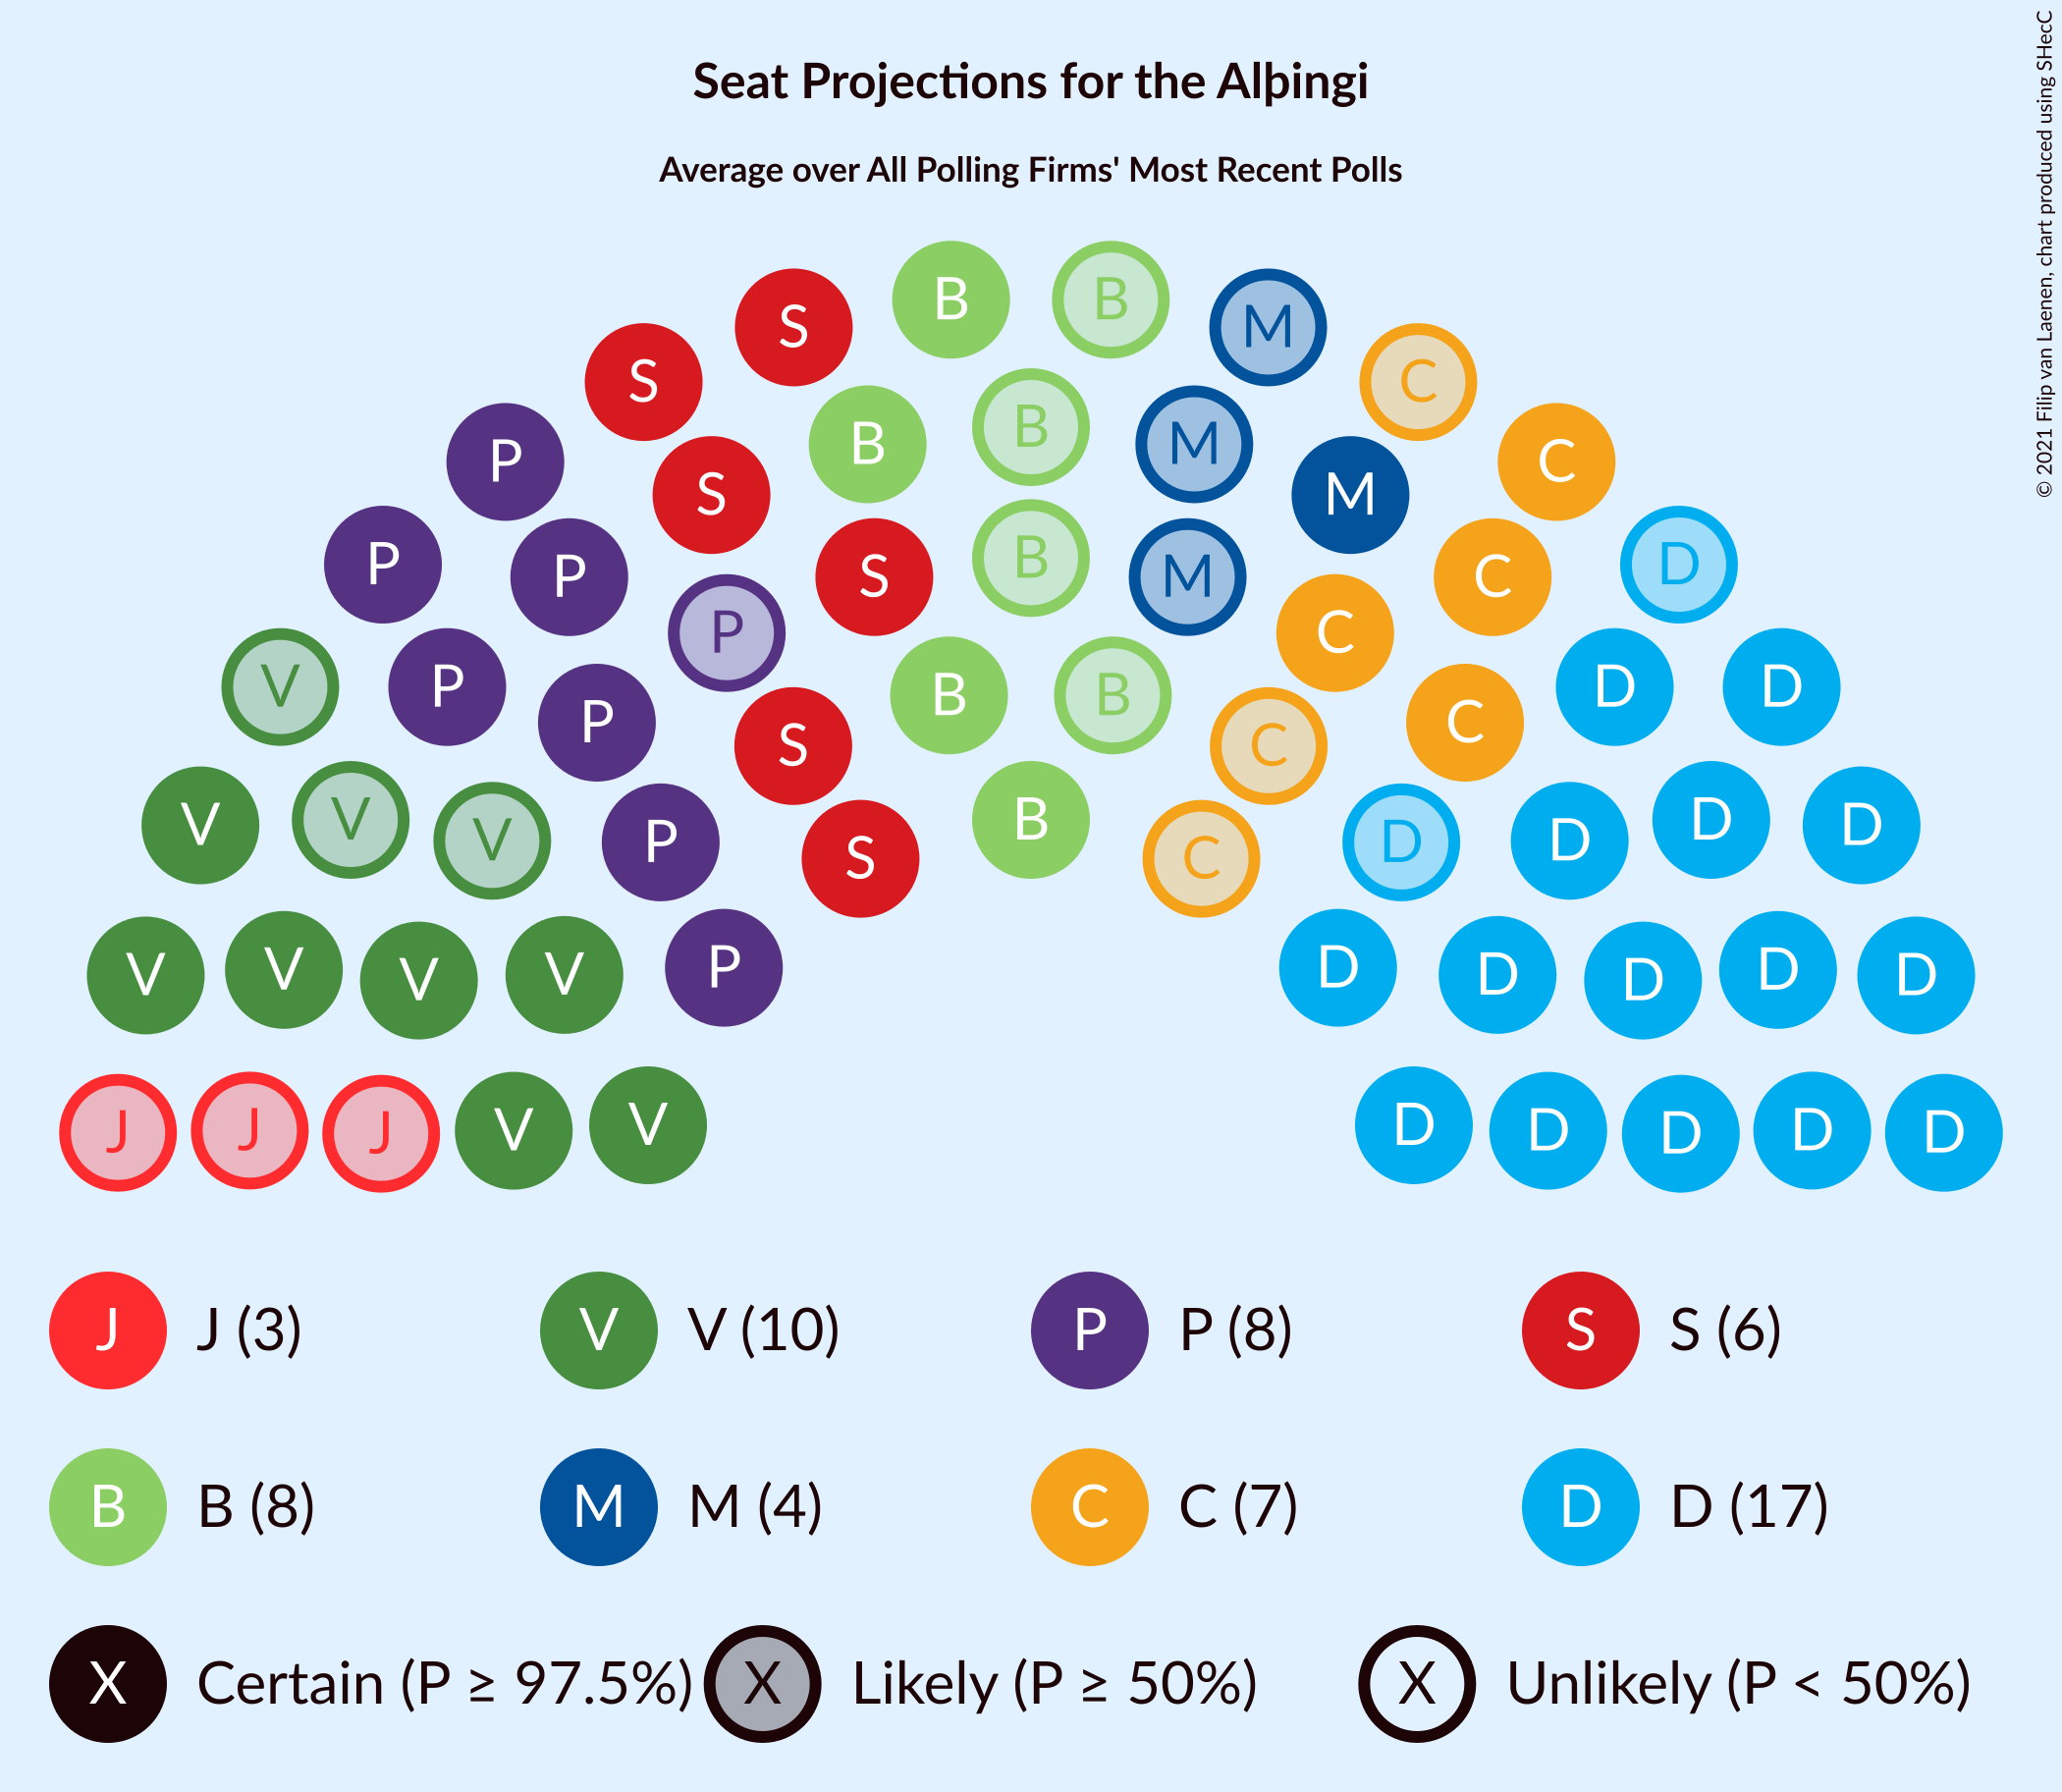 Seat Projections for the Alþingi
Average over All Polling Firms' Most Recent Polls
© 2021 Filip van Laenen, chart produced using SHecC
B B
S M
S C
B B M
P C
S M
P B D
P S M C
P C
V P B B D D
P C
S C
V V D D
V P B D D
S C
P D
V V D D
V V P D D D
V D
V V D D
J J J D D D
J J (3) V V (10) P P (8) S S (6)
B B (8) M M (4) C C (7) D D (17)
X Certain (P ≥ 97.5%) X Likely (P ≥ 50%) X Unlikely (P < 50%)